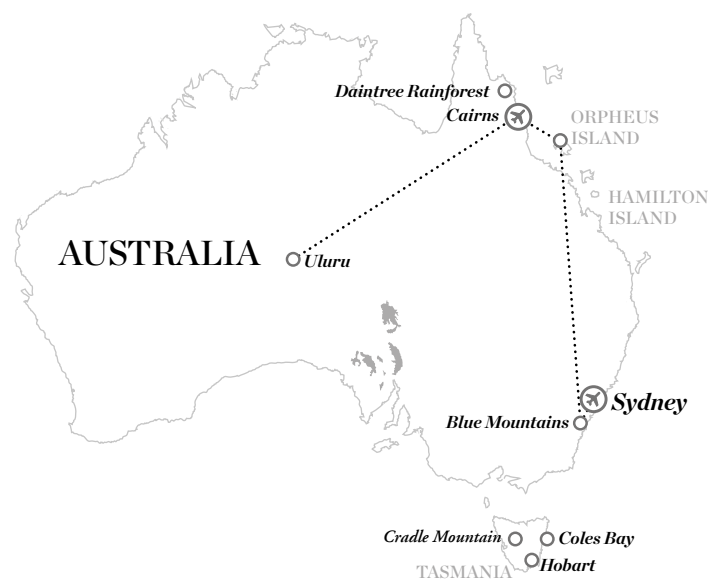 Daintree Rainforest
Cairns
ORPHEUS
ISLAND
HAMILTON
ISLAND
AUSTRALIA
Uluru
Sydney
Blue Mountains
Cradle Mountain
Coles Bay
Hobart
TASMANIA